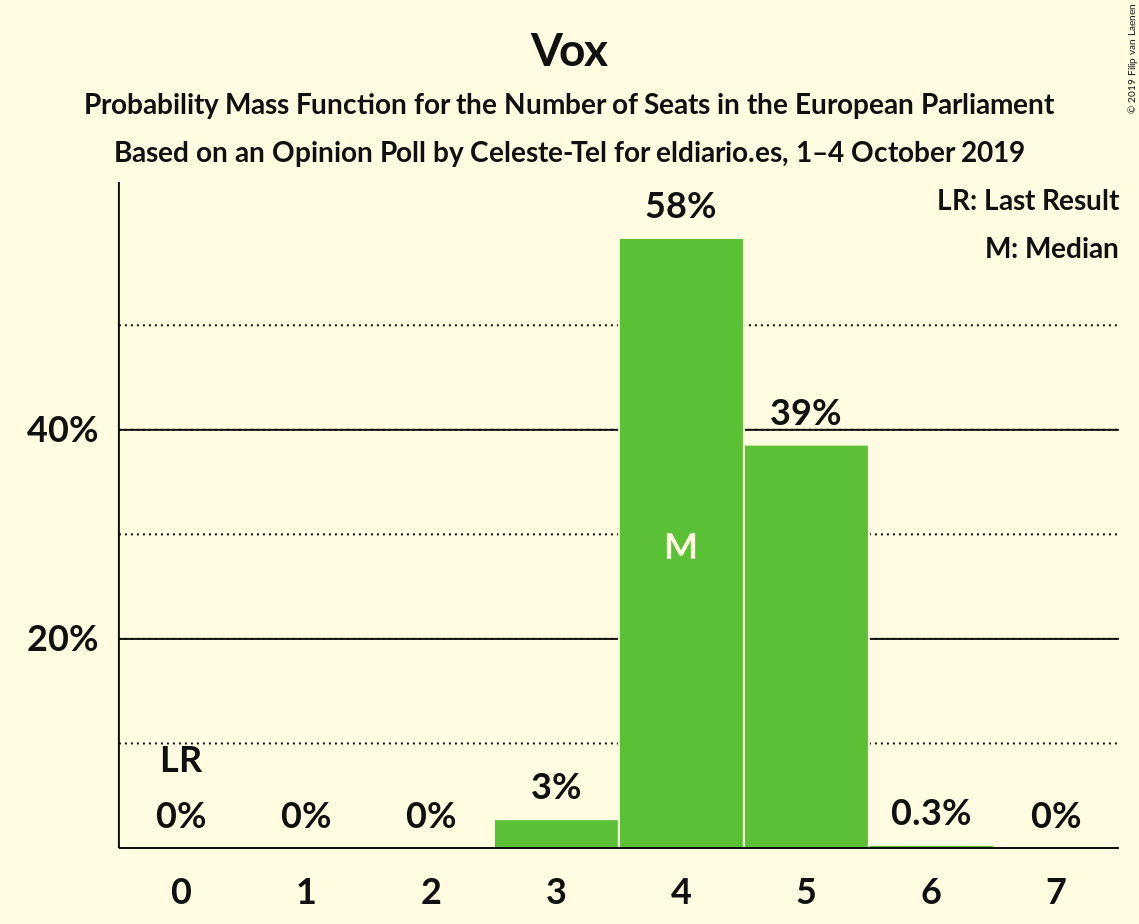 Vox
Probability Mass Function for the Number of Seats in the European Parliament
Based on an Opinion Poll by Celeste-Tel for eldiario.es, 1–4 October 2019
© 2019 Filip van Laenen
LR: Last Result
M: Median
58%
39%
40%
M
20%
LR
0%
0%
0%
3%
0.3%
0%
0
1
2
3
4
5
6
7